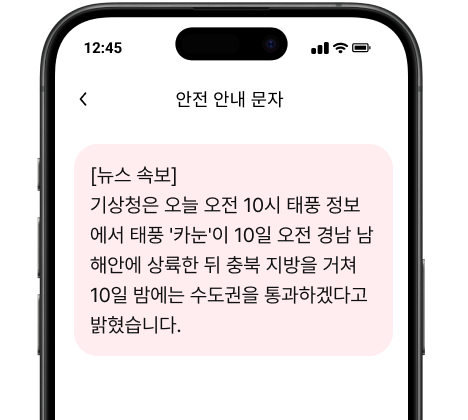 12:45
안전 안내 문자
[뉴스 속보]
기상청은 오늘 오전 10시 태풍 정보
에서 태풍 '카눈'이 10일 오전 경남 남
해안에 상륙한 뒤 충북 지방을 거쳐
10일 밤에는 수도권을 통과하겠다고
밝혔습니다.